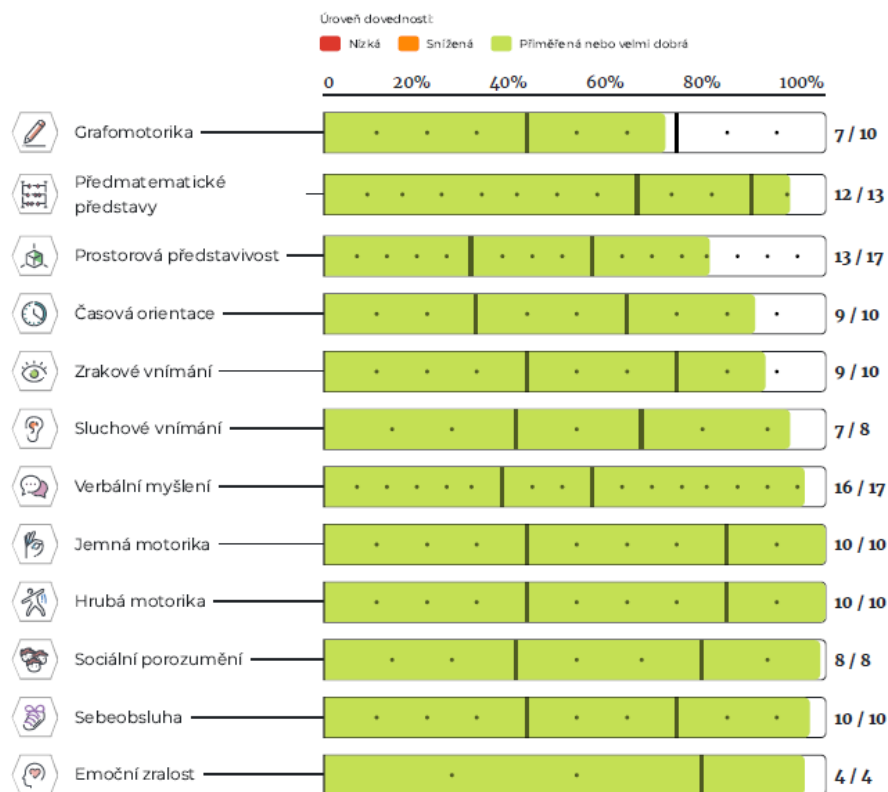 Úroveň dovednosti:
Nízká Snížená Přiměřená nebo velmi dobrá
0 20% 40% 60% 80% 100%
Grafomotorika 7 / 10
Předmatematické
představy 12 / 13
Prostorová představivost 13 / 17
Časová orientace 9 / 10
Zrakové vnímání 9 / 10
Sluchové vnímání 7 / 8
Verbální myšlení 16 / 17
Jemná motorika 10 / 10
Hrubá motorika 10 / 10
Sociální porozumění 8 / 8
Sebeobsluha 10 / 10
Emoční zralost 4 / 4